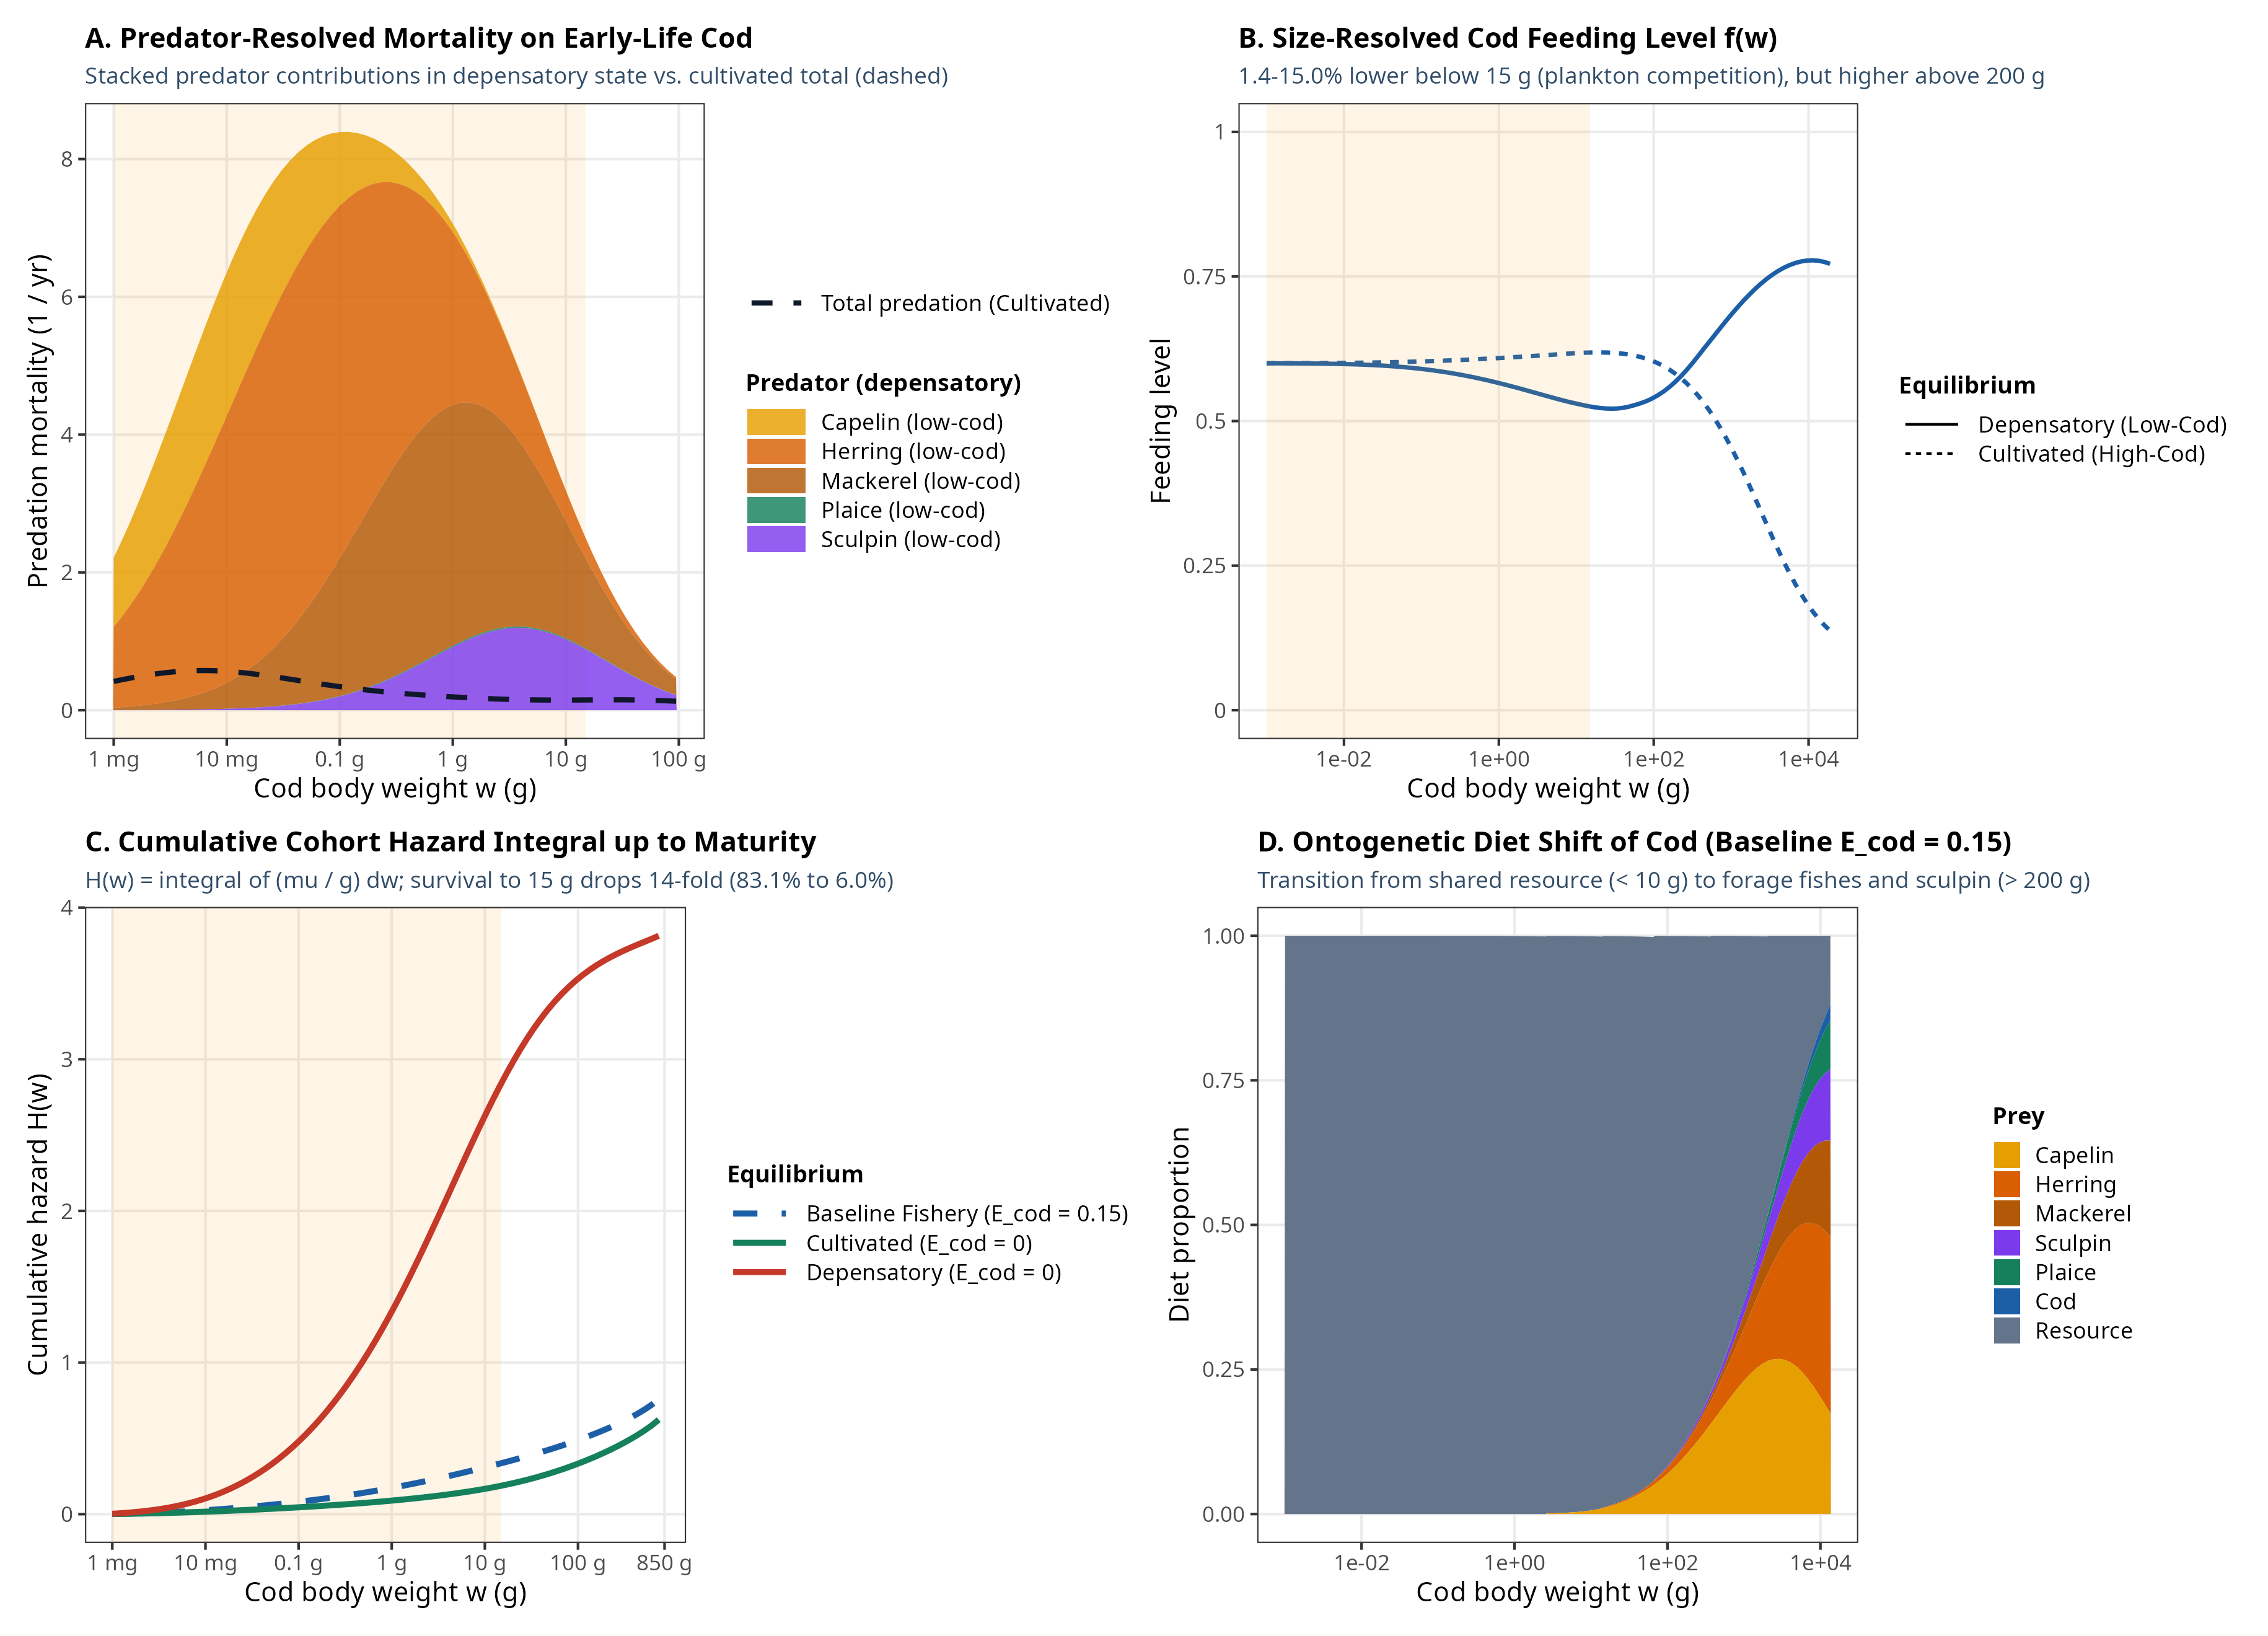 A. Predator-Resolved Mortality on Early-Life Cod
Stacked predator contributions in depensatory state vs. cultivated total (dashed)
Predation mortality (1 / yr)
8
6
4
2
0
1 mg 10 mg 0.1 g 1 g 10 g 100 g
Cod body weight w (g)
Total predation (Cultivated)
Predator (depensatory)
Capelin (low-cod)
Herring (low-cod)
Mackerel (low-cod)
Plaice (low-cod)
Sculpin (low-cod)
B. Size-Resolved Cod Feeding Level f(w)
1.4-15.0% lower below 15 g (plankton competition), but higher above 200 g
Feeding level
1
0.75
0.5
0.25
0
1e-02 1e+00 1e+02 1e+04
Cod body weight w (g)
Equilibrium
Depensatory (Low-Cod)
Cultivated (High-Cod)
C. Cumulative Cohort Hazard Integral up to Maturity
H(w) = integral of (mu / g) dw; survival to 15 g drops 14-fold (83.1% to 6.0%)
Cumulative hazard H(w)
4
3
2
1
0
1 mg 10 mg 0.1 g 1 g 10 g 100 g 850 g
Cod body weight w (g)
Equilibrium
Baseline Fishery (E_cod = 0.15)
Cultivated (E_cod = 0)
Depensatory (E_cod = 0)
D. Ontogenetic Diet Shift of Cod (Baseline E_cod = 0.15)
Transition from shared resource (< 10 g) to forage fishes and sculpin (> 200 g)
Diet proportion
1.00
0.75
0.50
0.25
0.00
1e-02 1e+00 1e+02 1e+04
Cod body weight w (g)
Prey
Capelin
Herring
Mackerel
Sculpin
Plaice
Cod
Resource